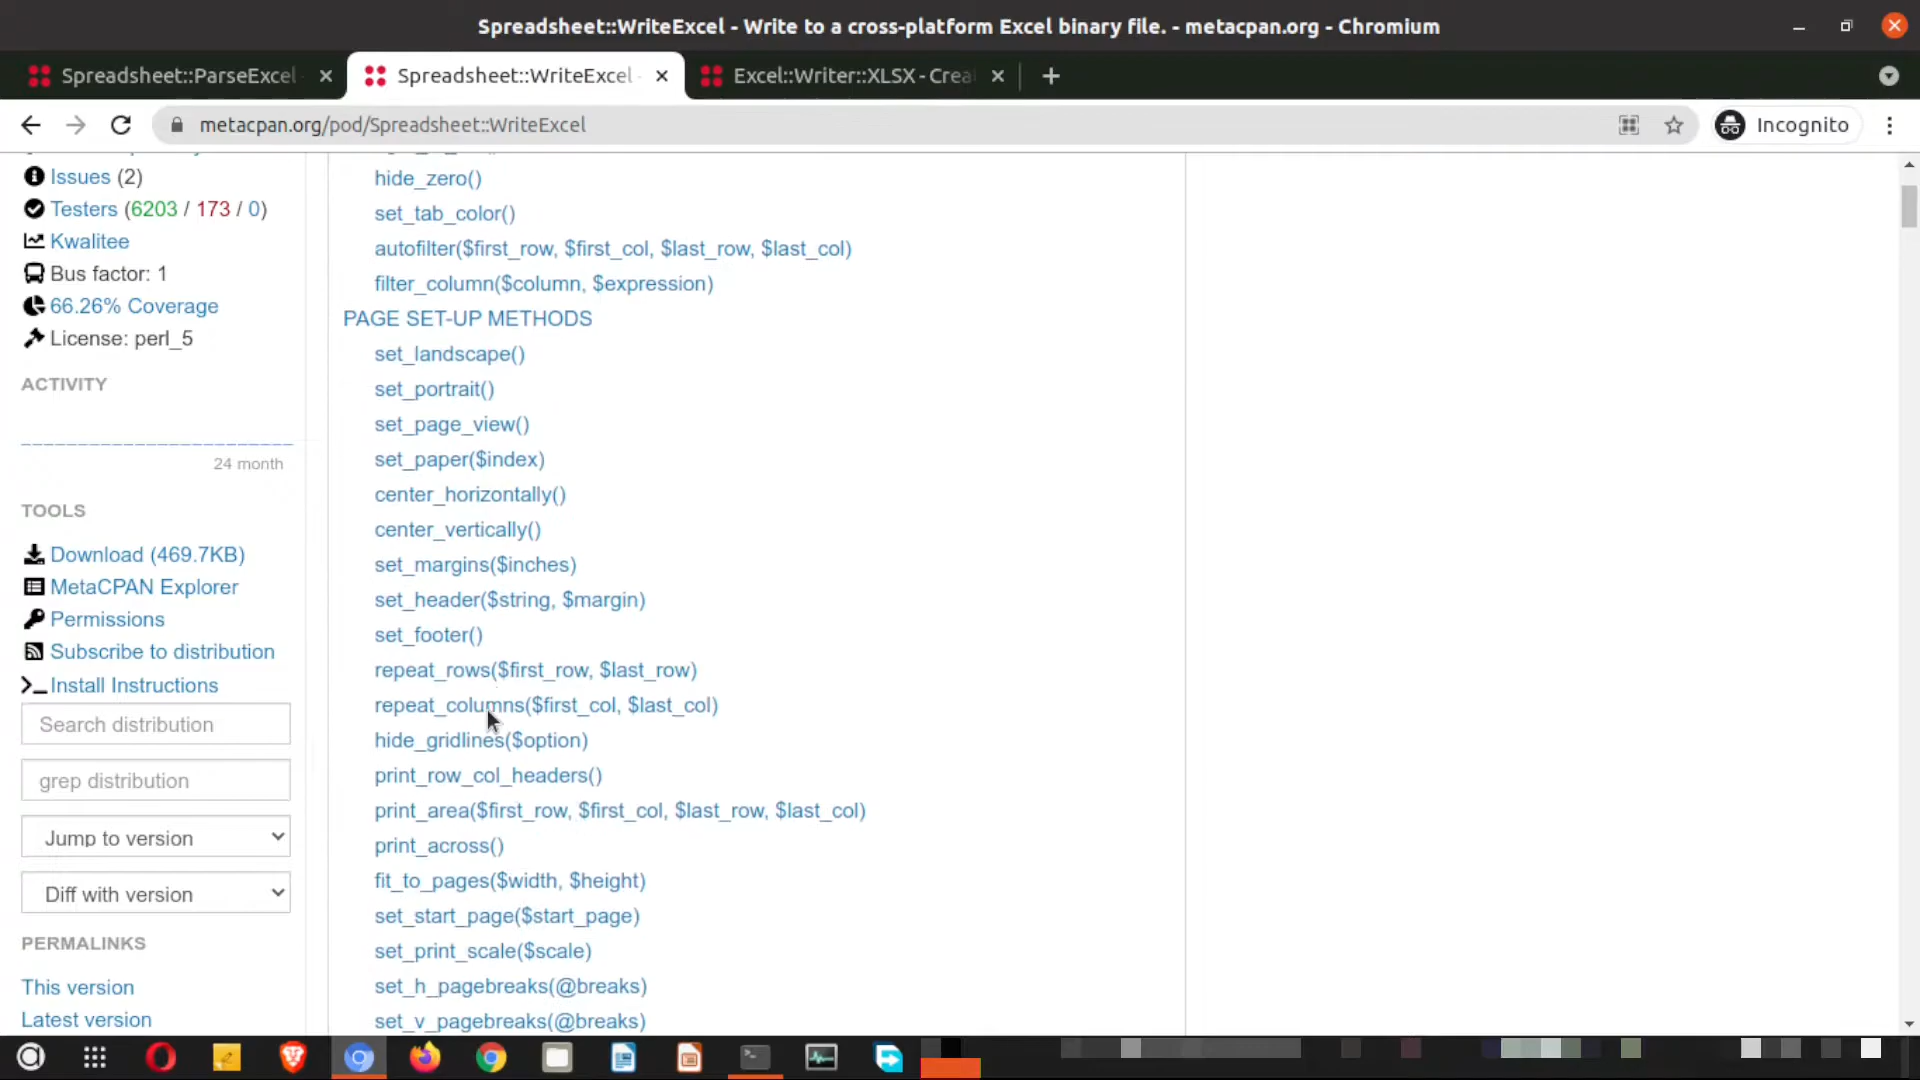 Spreadsheet::WriteExcel - Write to a cross-platform Excel binary file. - metacpan.org - Chromium
Spreadsheet::ParseExcel -
Spreadsheet::WriteExcel -
Excel::Writer::XLSX - Crea
metacpan.org/pod/Spreadsheet::WriteExcel
Incognito
Issues (2)
Testers (6203 / 173 / 0)
Kwalitee
Bus factor: 1
66.26% Coverage
License: perl_5
ACTIVITY
24 month
TOOLS
Download (469.7KB)
MetaCPAN Explorer
Permissions
Subscribe to distribution
Install Instructions
Search distribution
grep distribution
Jump to version
Diff with version
PERMALINKS
This version
Latest version
hide_zero()
set_tab_color()
autofilter($first_row, $first_col, $last_row, $last_col)
filter_column($column, $expression)
PAGE SET-UP METHODS
set_landscape()
set_portrait()
set_page_view()
set_paper($index)
center_horizontally()
center_vertically()
set_margins($inches)
set_header($string, $margin)
set_footer()
repeat_rows($first_row, $last_row)
repeat_columns($first_col, $last_col)
hide_gridlines($option)
print_row_col_headers()
print_area($first_row, $first_col, $last_row, $last_col)
print_across()
fit_to_pages($width, $height)
set_start_page($start_page)
set_print_scale($scale)
set_h_pagebreaks(@breaks)
set_v_pagebreaks(@breaks)